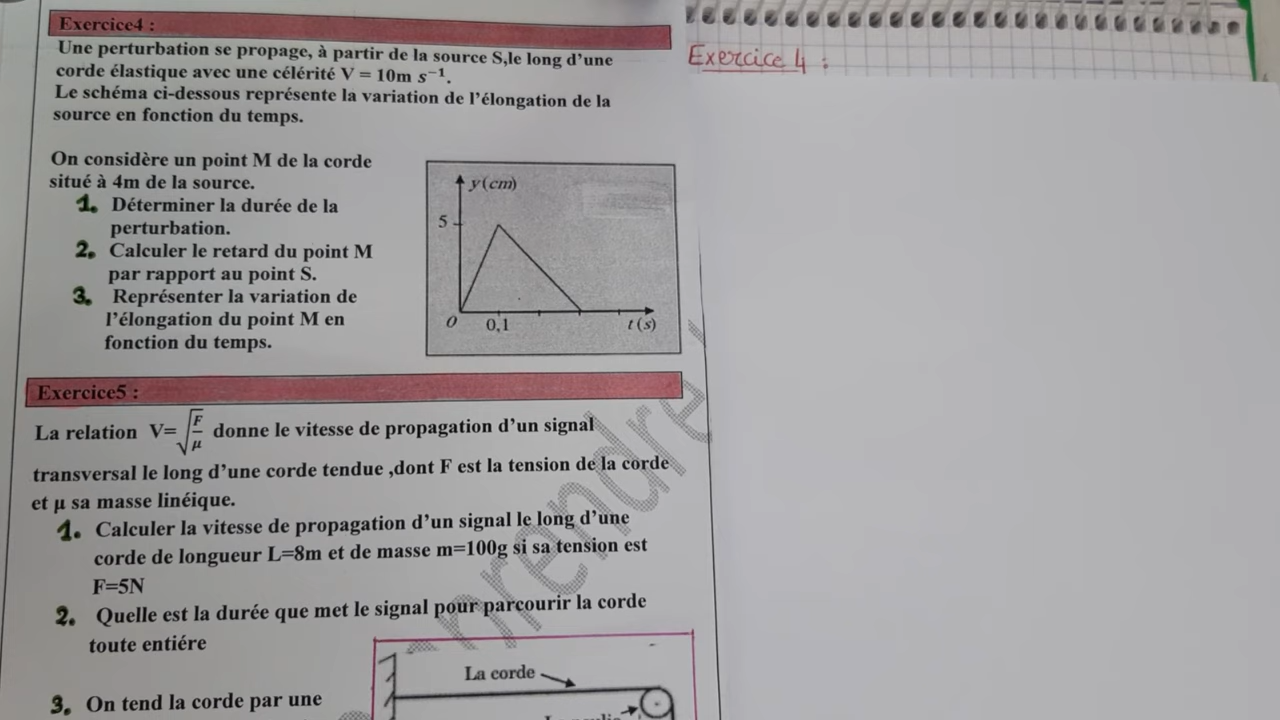 Exercice4 :
Une perturbation se propage, à partir de la source S,le long d’une
corde élastique avec une célérité V = 10m s⁻¹.
Le schéma ci-dessous représente la variation de l’élongation de la
source en fonction du temps.
On considère un point M de la corde
situé à 4m de la source.
1. Déterminer la durée de la
perturbation.
2. Calculer le retard du point M
par rapport au point S.
3. Représenter la variation de
l’élongation du point M en
fonction du temps.
y(cm)
5
O 0,1 t(s)
Exercice5 :
La relation V=√(F/μ) donne le vitesse de propagation d’un signal
transversal le long d’une corde tendue ,dont F est la tension de la corde
et μ sa masse linéique.
1. Calculer la vitesse de propagation d’un signal le long d’une
corde de longueur L=8m et de masse m=100g si sa tension est
F=5N
2. Quelle est la durée que met le signal pour parcourir la corde
toute entiére
3. On tend la corde par une
La corde
Exercice 4 :